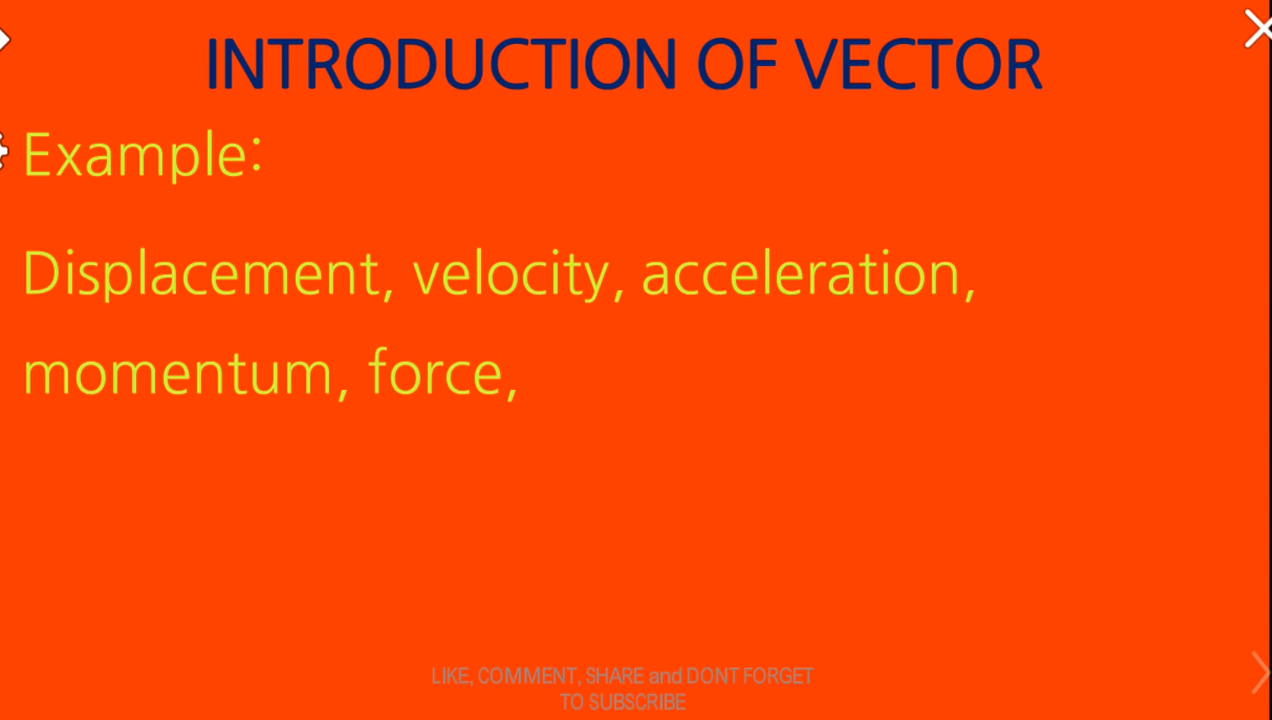 INTRODUCTION OF VECTOR
Example:
Displacement, velocity, acceleration,
momentum, force,
LIKE, COMMENT, SHARE and DONT FORGET
TO SUBSCRIBE